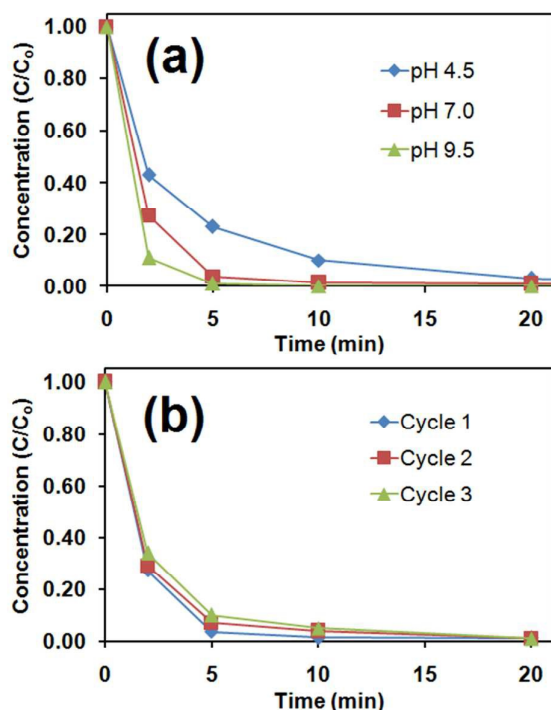 (a)
Concentration (C/Cₒ)
1.00
0.80
0.60
0.40
0.20
0.00
pH 4.5
pH 7.0
pH 9.5
0 5 10 15 20
Time (min)
(b)
Concentration (C/Cₒ)
1.00
0.80
0.60
0.40
0.20
0.00
Cycle 1
Cycle 2
Cycle 3
0 5 10 15 20
Time (min)